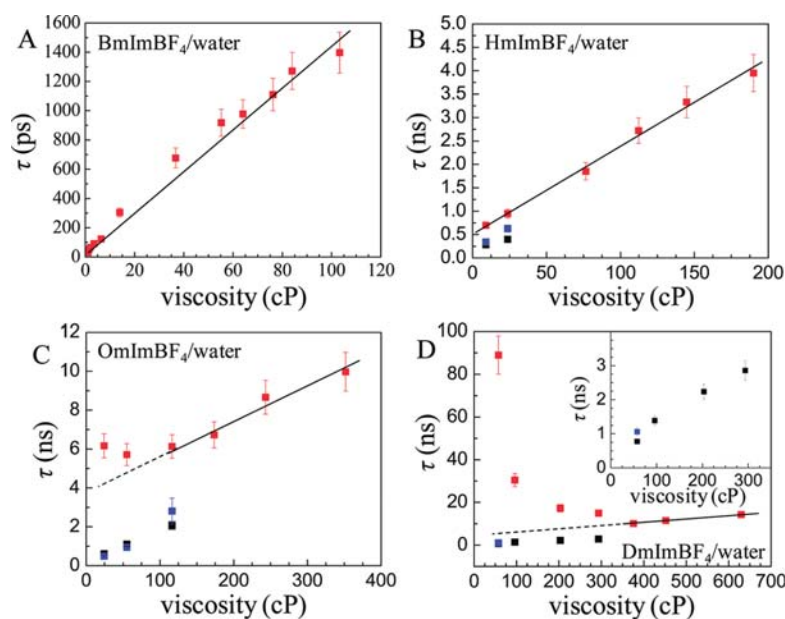 A
BmImBF4/water
1600
1400
1200
1000
800
600
400
200
0
τ (ps)
0 20 40 60 80 100 120
viscosity (cP)
B
HmImBF4/water
5.0
4.5
4.0
3.5
3.0
2.5
2.0
1.5
1.0
0.5
0.0
τ (ns)
0 50 100 150 200
viscosity (cP)
C
OmImBF4/water
12
10
8
6
4
2
0
τ (ns)
0 100 200 300 400
viscosity (cP)
D
100
80
60
40
20
0
τ (ns)
3
2
1
0
τ (ns)
0 100 200 300
viscosity (cP)
DmImBF4/water
0 100 200 300 400 500 600 700
viscosity (cP)